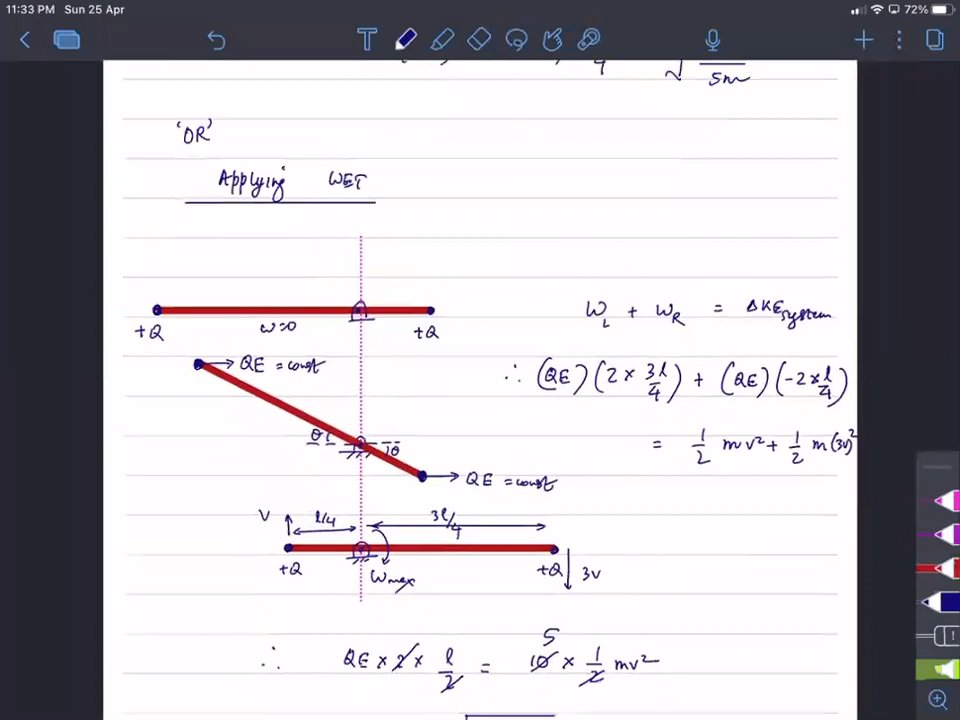 11:33 PM Sun 25 Apr 72%
4 √ 5m
'OR'
Applying WET
+Q ω=0 +Q
W_L + W_R = ΔKE_system
QE = const
∴ (QE)(2 × 3l/4) + (QE)(-2 × l/4)
= 1/2 mv² + 1/2 m(3v)²
θ θ
QE = const
V l/4 3l/4
+Q ω_max +Q 3v
∴ QE × 2 × l/2 = 10 5 × 1/2 mv²